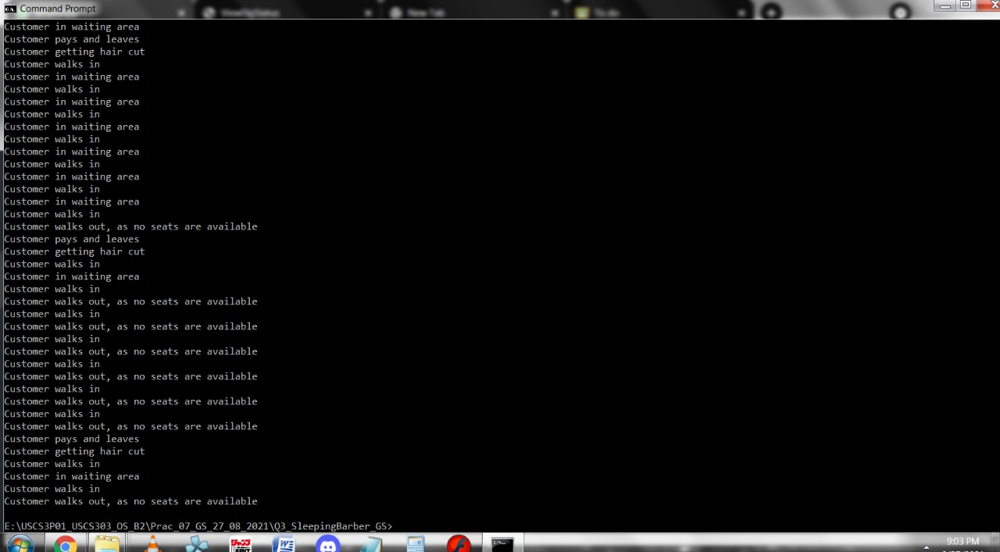 Command Prompt
ViewDgStatus
New Tab
To do
Customer in waiting area
Customer pays and leaves
Customer getting hair cut
Customer walks in
Customer in waiting area
Customer walks in
Customer in waiting area
Customer walks in
Customer in waiting area
Customer walks in
Customer in waiting area
Customer walks in
Customer in waiting area
Customer walks in
Customer in waiting area
Customer walks in
Customer walks out, as no seats are available
Customer pays and leaves
Customer getting hair cut
Customer walks in
Customer in waiting area
Customer walks in
Customer walks out, as no seats are available
Customer walks in
Customer walks out, as no seats are available
Customer walks in
Customer walks out, as no seats are available
Customer walks in
Customer walks out, as no seats are available
Customer walks in
Customer walks out, as no seats are available
Customer walks in
Customer walks out, as no seats are available
Customer pays and leaves
Customer getting hair cut
Customer walks in
Customer in waiting area
Customer walks in
Customer walks out, as no seats are available
E:\USCS3P01_USCS303_OS_B2\Prac_07_GS_27_08_2021\Q3_SleepingBarber_GS>
9:03 PM